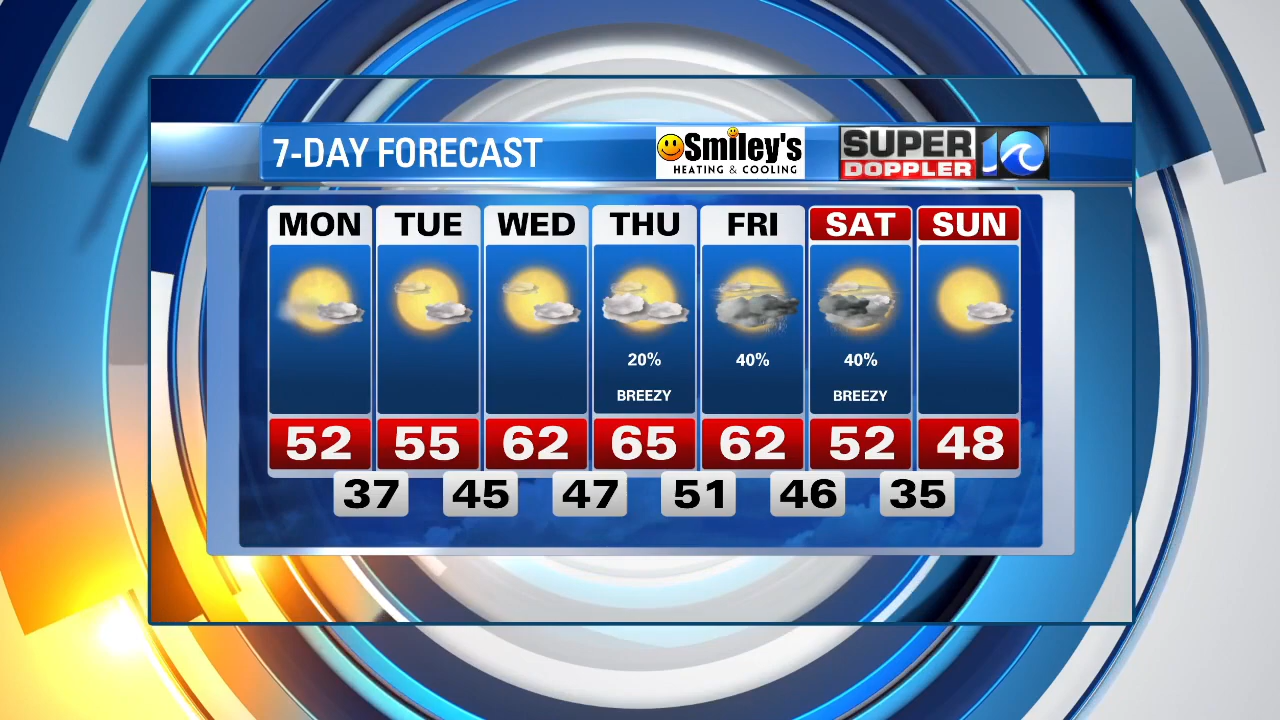 7-DAY FORECAST
Smiley's
HEATING & COOLING
SUPER
DOPPLER
10
MON TUE WED THU FRI SAT SUN
20% 40% 40%
BREEZY BREEZY
52 55 62 65 62 52 48
37 45 47 51 46 35